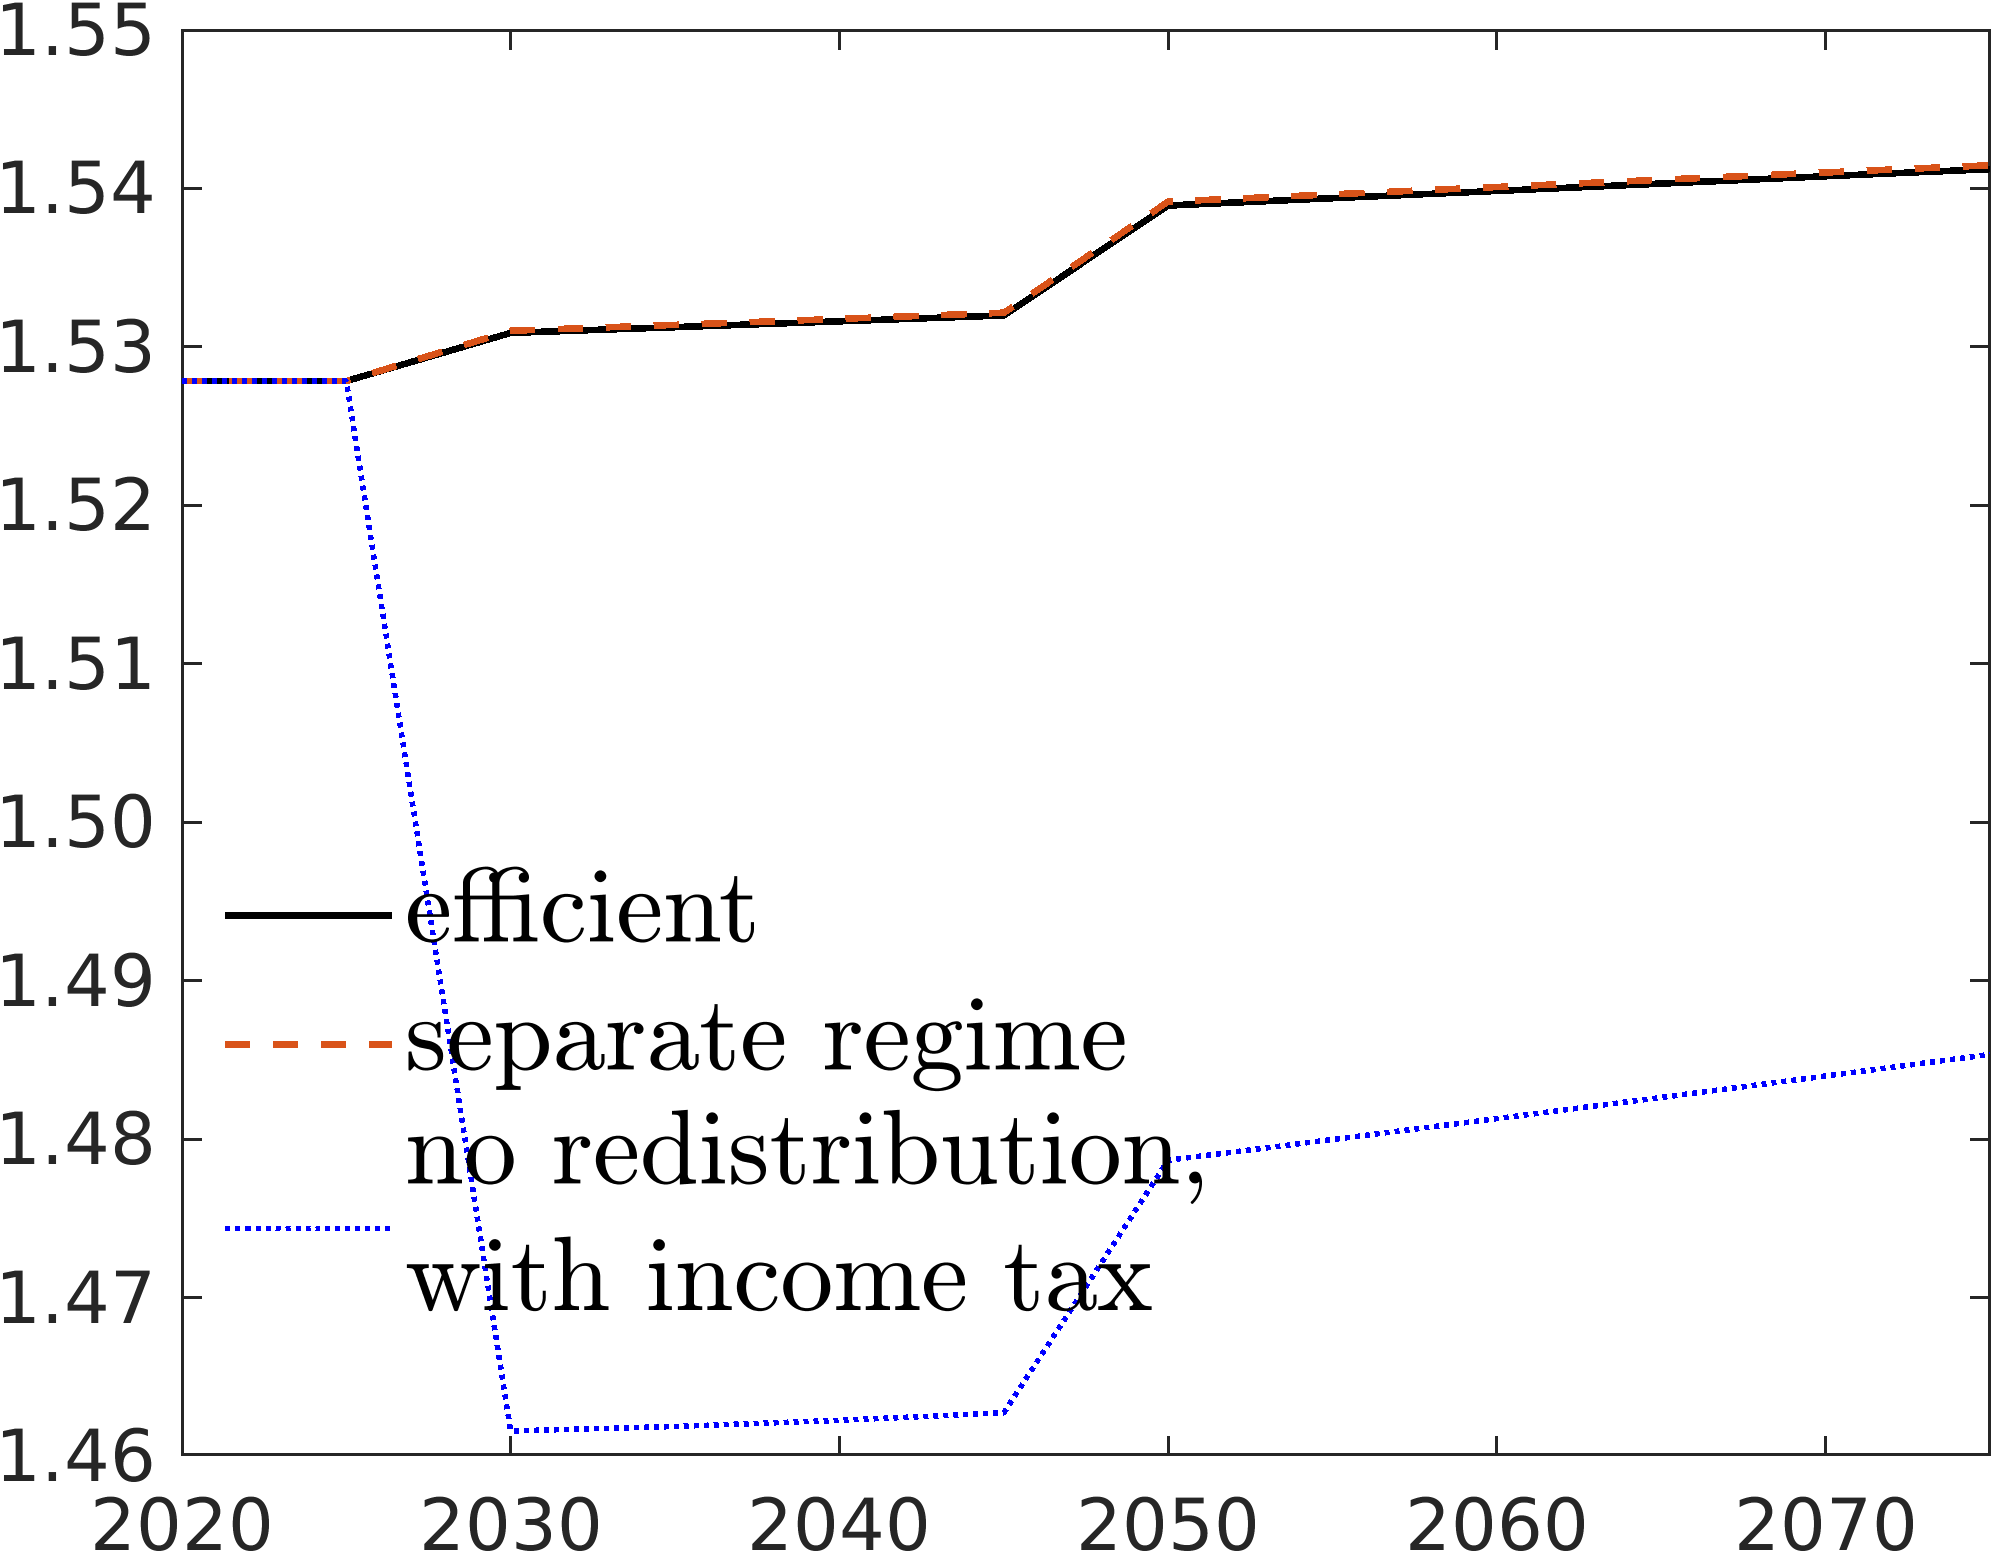 1.55
1.54
1.53
1.52
1.51
1.50
1.49
1.48
1.47
1.46
efficient
separate regime
no redistribution,
with income tax
2020 2030 2040 2050 2060 2070